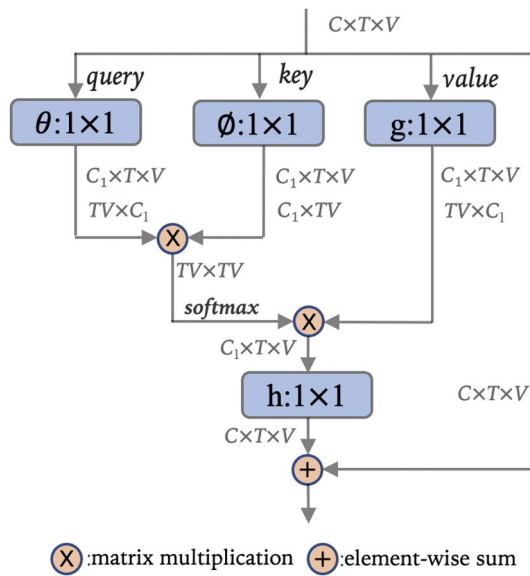 C×T×V
query key value
θ:1×1 ∅:1×1 g:1×1
C₁×T×V C₁×T×V C₁×T×V
TV×C₁ C₁×TV TV×C₁
X
TV×TV
softmax
X
C₁×T×V
h:1×1 C×T×V
C×T×V
+
X :matrix multiplication + :element-wise sum